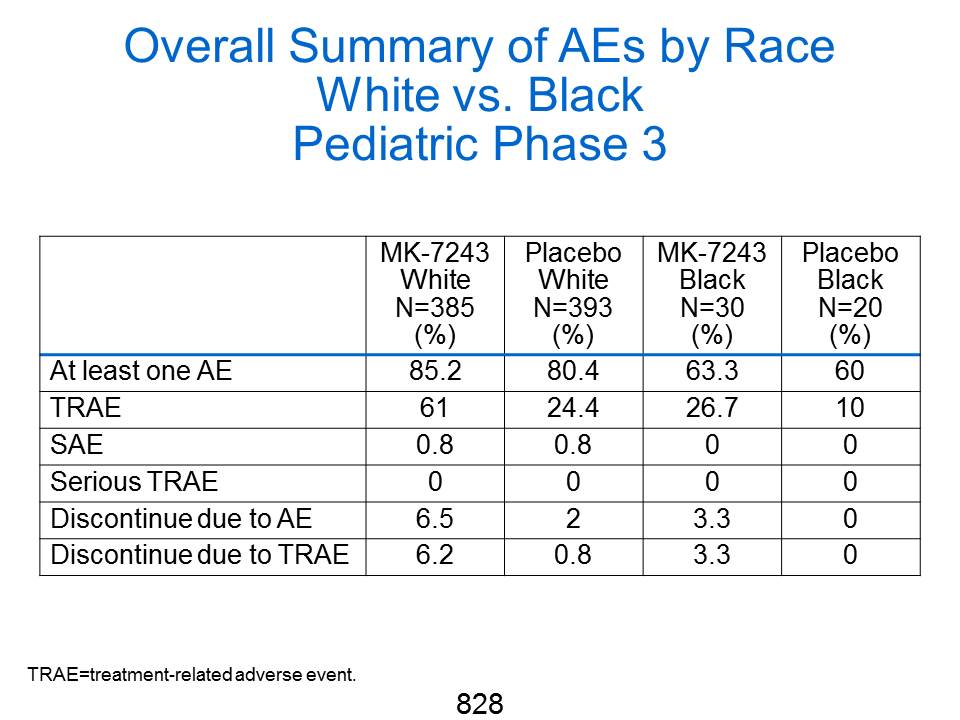 Overall Summary of AEs by Race
White vs. Black
Pediatric Phase 3
MK-7243 White N=385 (%) Placebo White N=393 (%) MK-7243 Black N=30 (%) Placebo Black N=20 (%)
At least one AE 85.2 80.4 63.3 60
TRAE 61 24.4 26.7 10
SAE 0.8 0.8 0 0
Serious TRAE 0 0 0 0
Discontinue due to AE 6.5 2 3.3 0
Discontinue due to TRAE 6.2 0.8 3.3 0
TRAE=treatment-related adverse event.
828